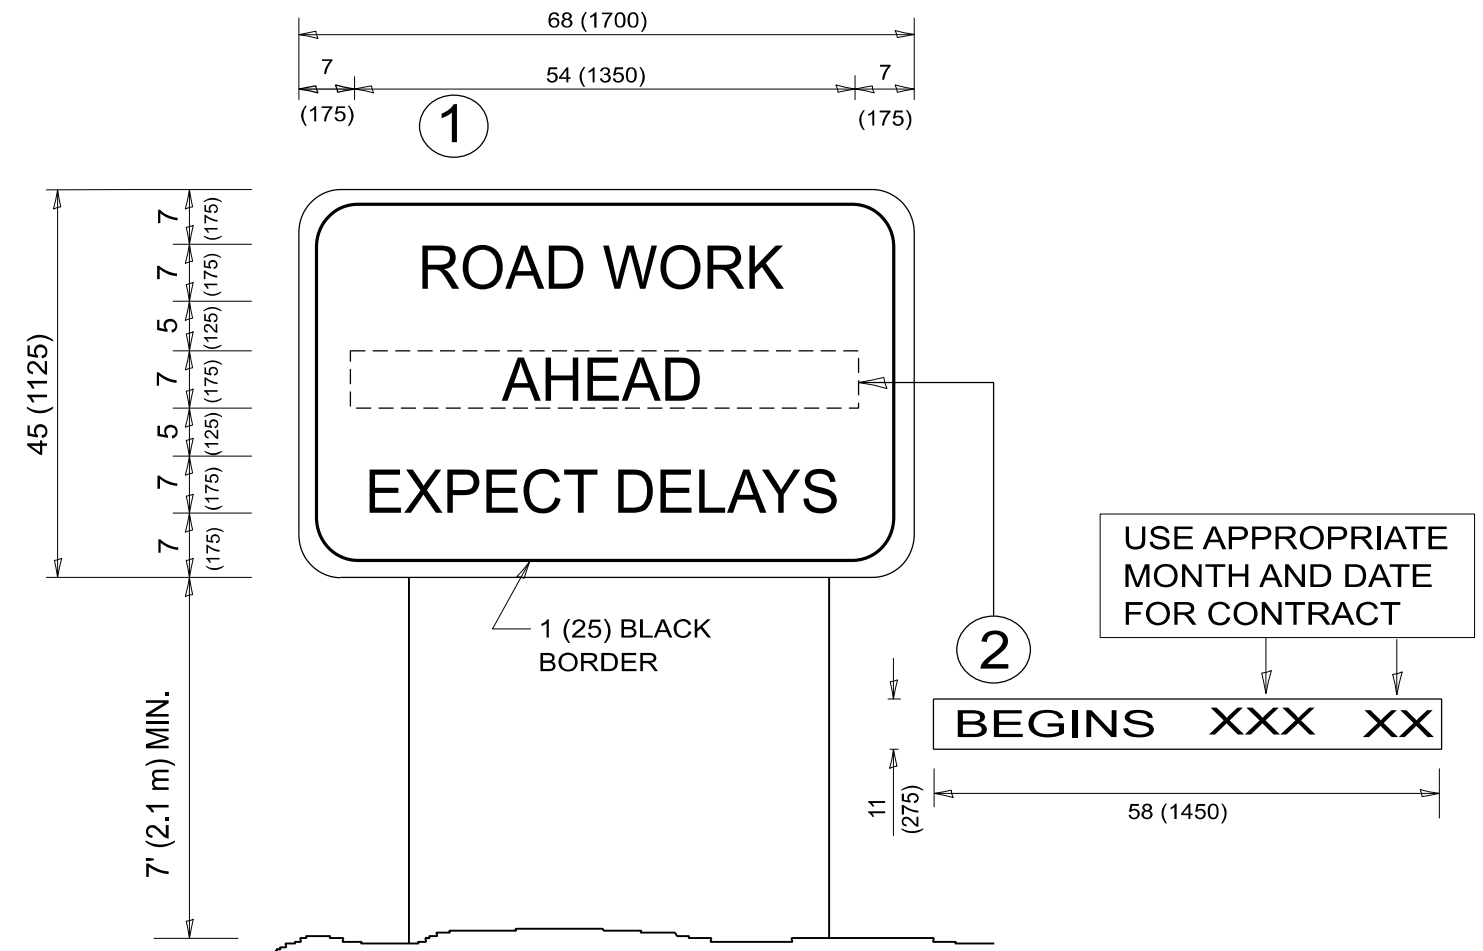 68 (1700)
7
54 (1350)
7
(175)
(175)
1
45 (1125)
7 (175)
7 (175)
5 (125)
7 (175)
5 (125)
7 (175)
7 (175)
ROAD WORK
AHEAD
EXPECT DELAYS
1 (25) BLACK
BORDER
7' (2.1 m) MIN.
USE APPROPRIATE
MONTH AND DATE
FOR CONTRACT
2
BEGINS XXX XX
11
(275)
58 (1450)